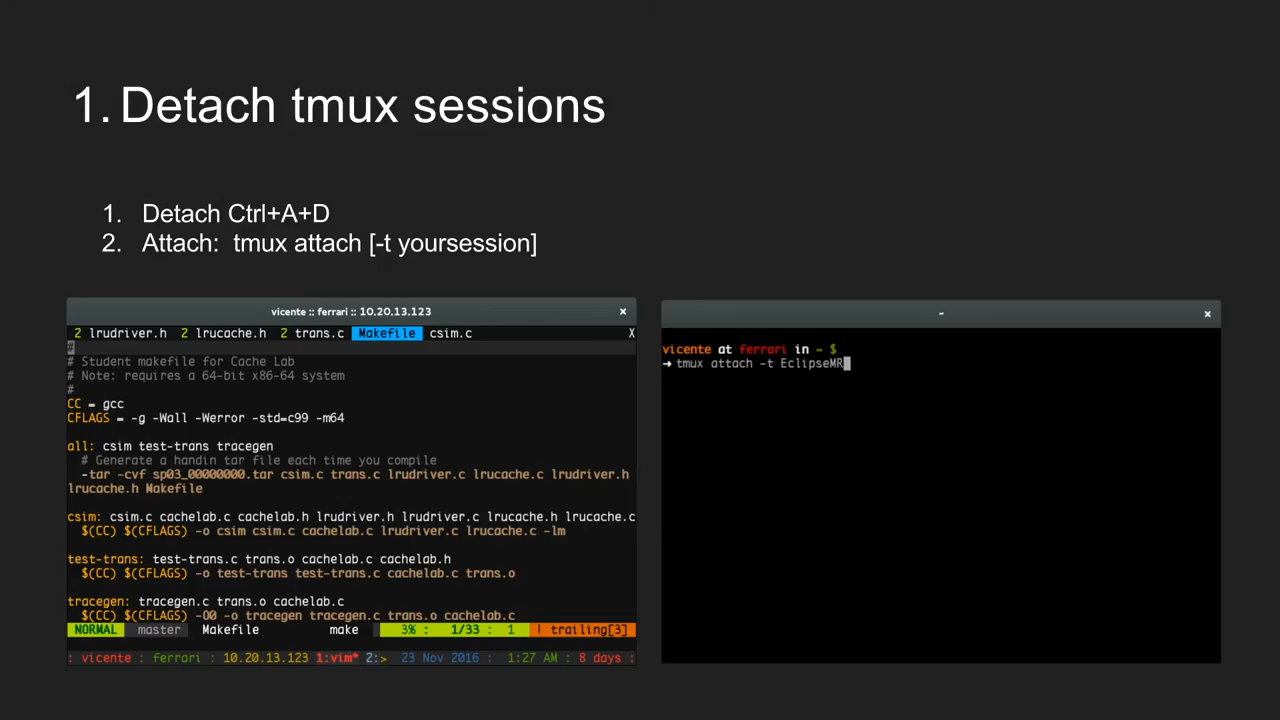 1. Detach tmux sessions
1. Detach Ctrl+A+D
2. Attach: tmux attach [-t yoursession]
vicente :: ferrari :: 10.20.13.123 ×
2 lrudriver.h 2 lrucache.h 2 trans.c Makefile csim.c X
#
# Student makefile for Cache Lab
# Note: requires a 64-bit x86-64 system
#
CC = gcc
CFLAGS = -g -Wall -Werror -std=c99 -m64
all: csim test-trans tracegen
# Generate a handin tar file each time you compile
-tar -cvf sp03_00000000.tar csim.c trans.c lrudriver.c lrucache.c lrudriver.h
lrucache.h Makefile
csim: csim.c cachelab.c cachelab.h lrudriver.h lrudriver.c lrucache.h lrucache.c
$(CC) $(CFLAGS) -o csim csim.c cachelab.c lrudriver.c lrucache.c -lm
test-trans: test-trans.c trans.o cachelab.c cachelab.h
$(CC) $(CFLAGS) -o test-trans test-trans.c cachelab.c trans.o
tracegen: tracegen.c trans.o cachelab.c
$(CC) $(CFLAGS) -O0 -o tracegen tracegen.c trans.o cachelab.c
NORMAL master Makefile make 3% : 1/33 : 1 ! trailing[3]
: vicente : ferrari : 10.20.13.123 1:vim* 2:> 23 Nov 2016 : 1:27 AM : 8 days :
~ ×
vicente at ferrari in ~ $
→ tmux attach -t EclipseMR